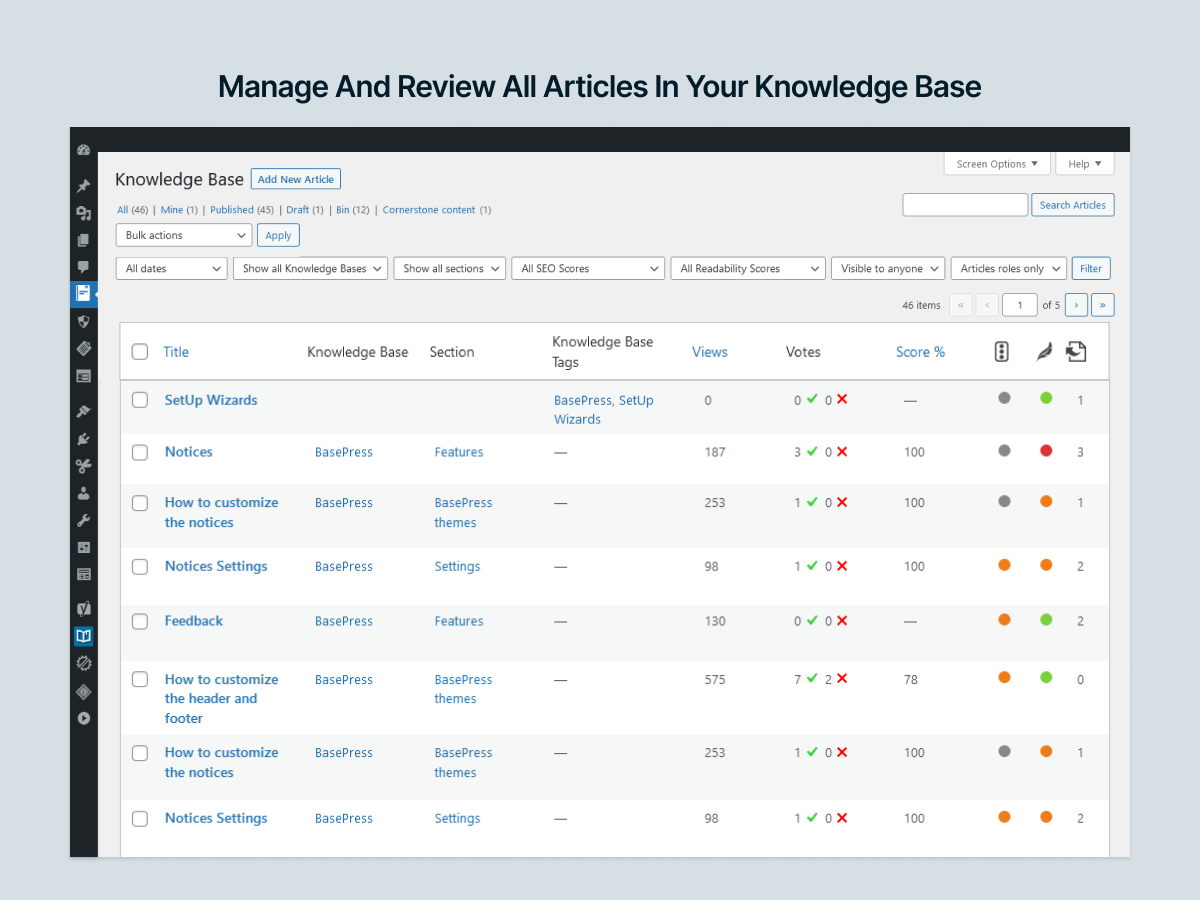 Manage And Review All Articles In Your Knowledge Base
Screen Options ▼ Help ▼
Knowledge Base Add New Article
All (46) | Mine (1) | Published (45) | Draft (1) | Bin (12) | Cornerstone content (1)
Search Articles
Bulk actions Apply
All dates Show all Knowledge Bases Show all sections All SEO Scores All Readability Scores Visible to anyone Articles roles only Filter
46 items « ‹ 1 of 5 › »
Title Knowledge Base Section Knowledge Base Views Votes Score %
Tags
SetUp Wizards BasePress, SetUp 0 0 ✓ 0 ✕ — 1
Wizards
Notices BasePress Features — 187 3 ✓ 0 ✕ 100 3
How to customize BasePress BasePress — 253 1 ✓ 0 ✕ 100 1
the notices themes
Notices Settings BasePress Settings — 98 1 ✓ 0 ✕ 100 2
Feedback BasePress Features — 130 0 ✓ 0 ✕ — 2
How to customize BasePress BasePress — 575 7 ✓ 2 ✕ 78 0
the header and themes
footer
How to customize BasePress BasePress — 253 1 ✓ 0 ✕ 100 1
the notices themes
Notices Settings BasePress Settings — 98 1 ✓ 0 ✕ 100 2